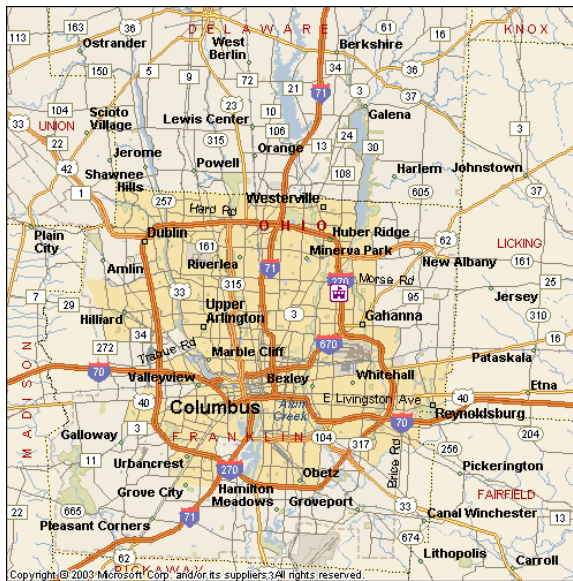 163
36
DELAWARE
61
16
KNOX
113
Ostrander
West
Berlin
Berkshire
36
36
150
5
9
72
21
34
71
3
104
Scioto
Village
23
10
Galena
33
UNION
Lewis Center
106
24
3
22
315
Orange
13
30
Jerome
42
Powell
108
Harlem
Johnstown
Shawnee
Hills
605
1
257
Westerville
37
Hard Rd
OHIO
Plain
City
Dublin
Huber Ridge
62
LICKING
161
Minerva Park
Amlin
Riverlea
71
New Albany
270
Morse Rd
7
29
33
315
95
Jersey
161
Upper
Arlington
3
310
Hilliard
Gahanna
34
37
670
16
272
Trabue Rd
Marble Cliff
Pataskala
MADISON
70
Valleyview
Bexley
Whitehall
Etna
40
E Livingston Ave
40
Columbus
Alum
Creek
Reynoldsburg
70
Galloway
3
FRANKLIN
104
317
204
256
11
Urbancrest
270
Brice Rd
Pickerington
Obetz
Grove City
Hamilton
Meadows
Groveport
FAIRFIELD
33
22
665
71
Canal Winchester
Pleasant Corners
13
674
22
62
Lithopolis
Carroll
PICKAWAY
Copyright © 2003 Microsoft Corp. and/or its suppliers. All rights reserved.